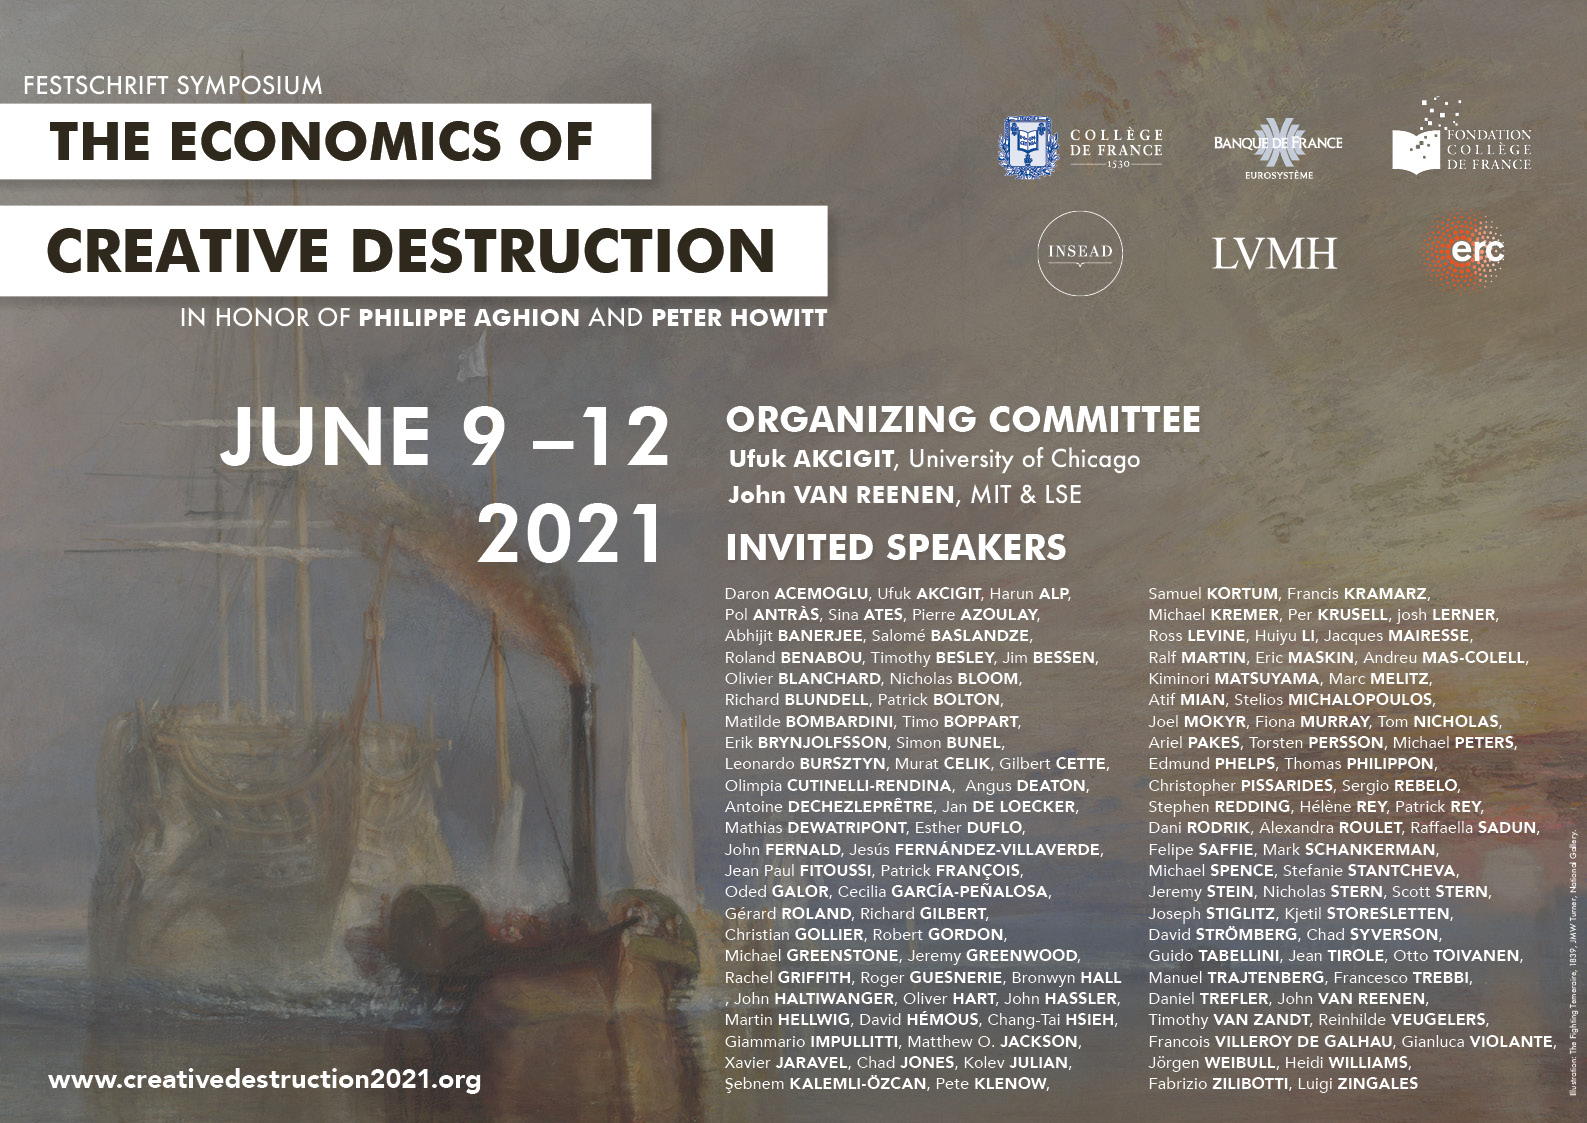 FESTSCHRIFT SYMPOSIUM
THE ECONOMICS OF
CREATIVE DESTRUCTION
IN HONOR OF PHILIPPE AGHION AND PETER HOWITT
COLLÈGE
DE FRANCE
1530
BANQUE DE FRANCE
EUROSYSTÈME
FONDATION
COLLÈGE
DE FRANCE
INSEAD
LVMH
erc
JUNE 9 –12
2021
ORGANIZING COMMITTEE
Ufuk AKCIGIT, University of Chicago
John VAN REENEN, MIT & LSE
INVITED SPEAKERS
Daron ACEMOGLU, Ufuk AKCIGIT, Harun ALP,
Pol ANTRÀS, Sina ATES, Pierre AZOULAY,
Abhijit BANERJEE, Salomé BASLANDZE,
Roland BENABOU, Timothy BESLEY, Jim BESSEN,
Olivier BLANCHARD, Nicholas BLOOM,
Richard BLUNDELL, Patrick BOLTON,
Matilde BOMBARDINI, Timo BOPPART,
Erik BRYNJOLFSSON, Simon BUNEL,
Leonardo BURSZTYN, Murat CELIK, Gilbert CETTE,
Olimpia CUTINELLI-RENDINA,  Angus DEATON,
Antoine DECHEZLEPRÊTRE, Jan DE LOECKER,
Mathias DEWATRIPONT, Esther DUFLO,
John FERNALD, Jesús FERNÁNDEZ-VILLAVERDE,
Jean Paul FITOUSSI, Patrick FRANÇOIS,
Oded GALOR, Cecilia GARCÍA-PEÑALOSA,
Gérard ROLAND, Richard GILBERT,
Christian GOLLIER, Robert GORDON,
Michael GREENSTONE, Jeremy GREENWOOD,
Rachel GRIFFITH, Roger GUESNERIE, Bronwyn HALL
, John HALTIWANGER, Oliver HART, John HASSLER,
Martin HELLWIG, David HÉMOUS, Chang-Tai HSIEH,
Giammario IMPULLITTI, Matthew O. JACKSON,
Xavier JARAVEL, Chad JONES, Kolev JULIAN,
Şebnem KALEMLI-ÖZCAN, Pete KLENOW,
Samuel KORTUM, Francis KRAMARZ,
Michael KREMER, Per KRUSELL, josh LERNER,
Ross LEVINE, Huiyu LI, Jacques MAIRESSE,
Ralf MARTIN, Eric MASKIN, Andreu MAS-COLELL,
Kiminori MATSUYAMA, Marc MELITZ,
Atif MIAN, Stelios MICHALOPOULOS,
Joel MOKYR, Fiona MURRAY, Tom NICHOLAS,
Ariel PAKES, Torsten PERSSON, Michael PETERS,
Edmund PHELPS, Thomas PHILIPPON,
Christopher PISSARIDES, Sergio REBELO,
Stephen REDDING, Hélène REY, Patrick REY,
Dani RODRIK, Alexandra ROULET, Raffaella SADUN,
Felipe SAFFIE, Mark SCHANKERMAN,
Michael SPENCE, Stefanie STANTCHEVA,
Jeremy STEIN, Nicholas STERN, Scott STERN,
Joseph STIGLITZ, Kjetil STORESLETTEN,
David STRÖMBERG, Chad SYVERSON,
Guido TABELLINI, Jean TIROLE, Otto TOIVANEN,
Manuel TRAJTENBERG, Francesco TREBBI,
Daniel TREFLER, John VAN REENEN,
Timothy VAN ZANDT, Reinhilde VEUGELERS,
Francois VILLEROY DE GALHAU, Gianluca VIOLANTE,
Jörgen WEIBULL, Heidi WILLIAMS,
Fabrizio ZILIBOTTI, Luigi ZINGALES
www.creativedestruction2021.org
Illustration: The Fighting Temeraire, 1839, JMW Turner, National Gallery.